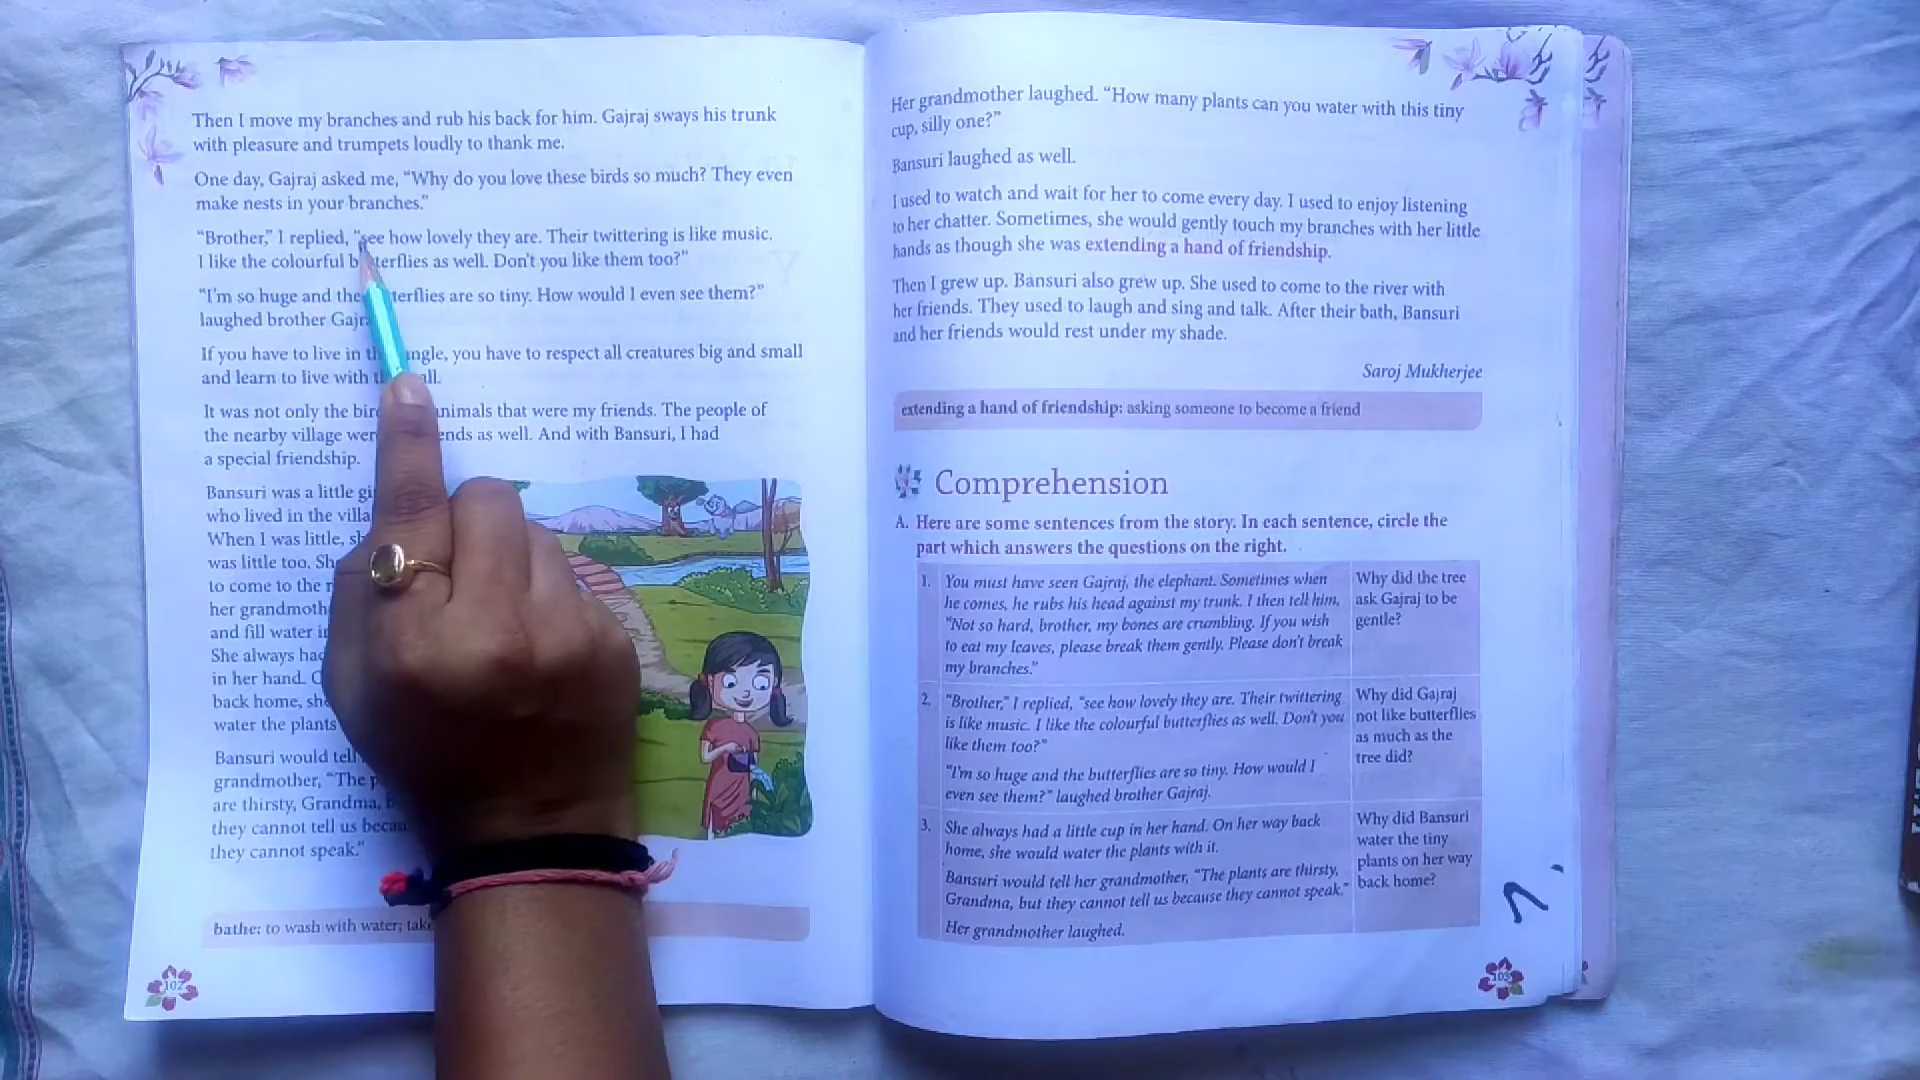 Then I move my branches and rub his back for him. Gajraj sways his trunk
with pleasure and trumpets loudly to thank me.
One day, Gajraj asked me, “Why do you love these birds so much? They even
make nests in your branches.”
“Brother,” I replied, “see how lovely they are. Their twittering is like music.
I like the colourful b terflies as well. Don’t you like them too?”
“I’m so huge and the terflies are so tiny. How would I even see them?”
laughed brother Gajr
If you have to live in th ngle, you have to respect all creatures big and small
and learn to live with th all.
It was not only the bir nimals that were my friends. The people of
the nearby village wer ends as well. And with Bansuri, I had
a special friendship.
Bansuri was a little gi
who lived in the villa
When I was little, sh
was little too. Sh
to come to the r
her grandmoth
and fill water i
She always had
in her hand. O
back home, she
water the plants
Bansuri would tell
grandmother, “The p
are thirsty, Grandma, b
they cannot tell us becau
they cannot speak.”
bathe: to wash with water; take
102
Her grandmother laughed. “How many plants can you water with this tiny
cup, silly one?”
Bansuri laughed as well.
I used to watch and wait for her to come every day. I used to enjoy listening
to her chatter. Sometimes, she would gently touch my branches with her little
hands as though she was extending a hand of friendship.
Then I grew up. Bansuri also grew up. She used to come to the river with
her friends. They used to laugh and sing and talk. After their bath, Bansuri
and her friends would rest under my shade.
Saroj Mukherjee
extending a hand of friendship: asking someone to become a friend
Comprehension
A. Here are some sentences from the story. In each sentence, circle the
part which answers the questions on the right.
1. You must have seen Gajraj, the elephant. Sometimes when
he comes, he rubs his head against my trunk. I then tell him,
“Not so hard, brother, my bones are crumbling. If you wish
to eat my leaves, please break them gently. Please don’t break
my branches.”
Why did the tree
ask Gajraj to be
gentle?
2. “Brother,” I replied, “see how lovely they are. Their twittering
is like music. I like the colourful butterflies as well. Don’t you
like them too?”
“I’m so huge and the butterflies are so tiny. How would I
even see them?” laughed brother Gajraj.
Why did Gajraj
not like butterflies
as much as the
tree did?
3. She always had a little cup in her hand. On her way back
home, she would water the plants with it.
Bansuri would tell her grandmother, “The plants are thirsty,
Grandma, but they cannot tell us because they cannot speak.”
Her grandmother laughed.
Why did Bansuri
water the tiny
plants on her way
back home?
103